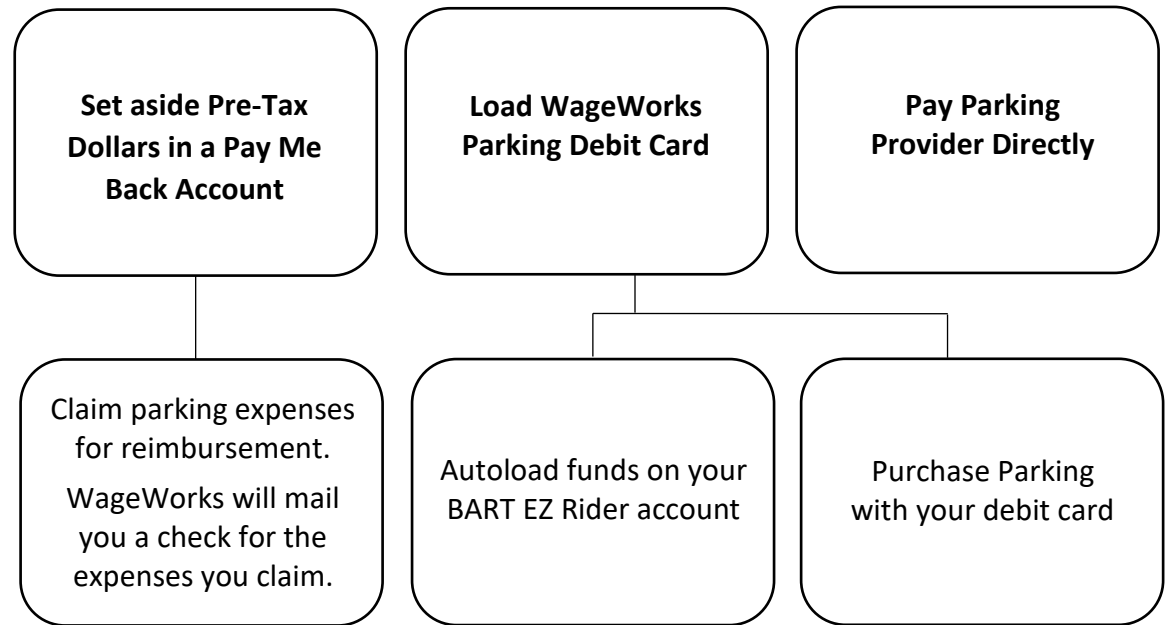 Set aside Pre-Tax
Dollars in a Pay Me
Back Account
Load WageWorks
Parking Debit Card
Pay Parking
Provider Directly
Claim parking expenses
for reimbursement.
WageWorks will mail
you a check for the
expenses you claim.
Autoload funds on your
BART EZ Rider account
Purchase Parking
with your debit card